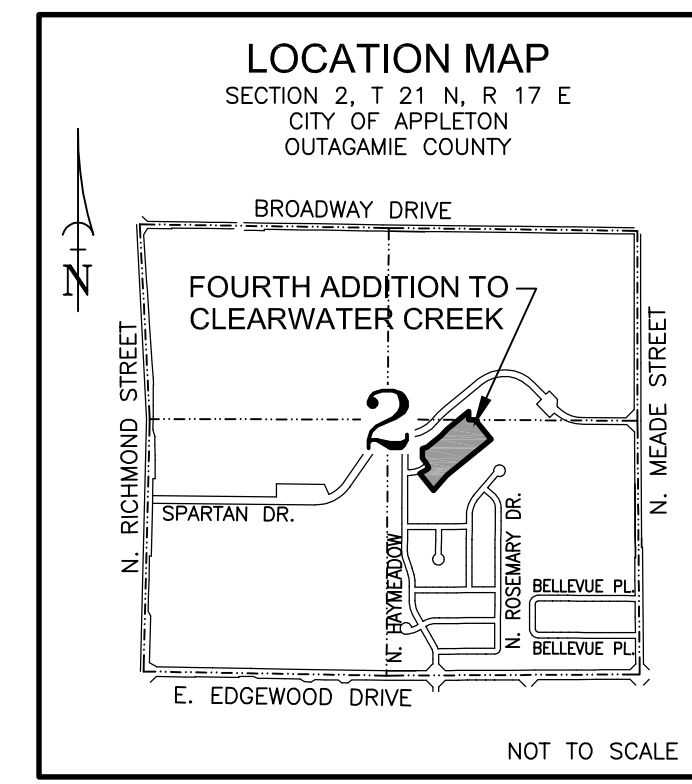 LOCATION MAP
SECTION 2, T 21 N, R 17 E
CITY OF APPLETON
OUTAGAMIE COUNTY
BROADWAY DRIVE
N
FOURTH ADDITION TO
CLEARWATER CREEK
N. RICHMOND STREET
N. MEADE STREET
2
SPARTAN DR.
N. HAYMEADOW
N. ROSEMARY DR.
BELLEVUE PL.
BELLEVUE PL.
E. EDGEWOOD DRIVE
NOT TO SCALE